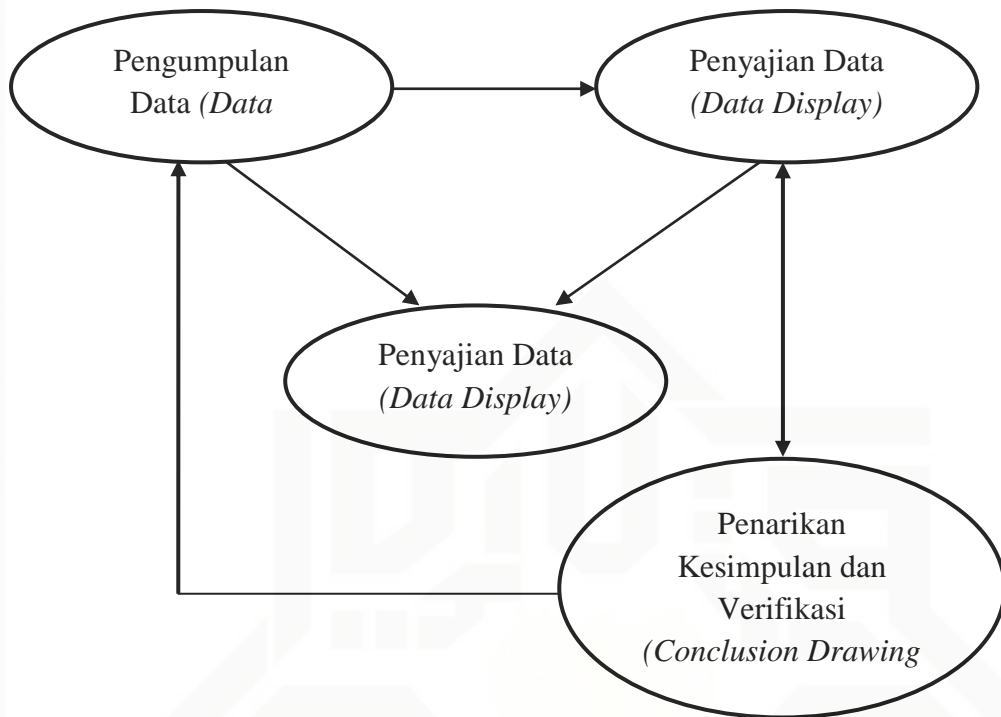 Pengumpulan
Data (Data
Penyajian Data
(Data Display)
Penyajian Data
(Data Display)
Penarikan
Kesimpulan dan
Verifikasi
(Conclusion Drawing